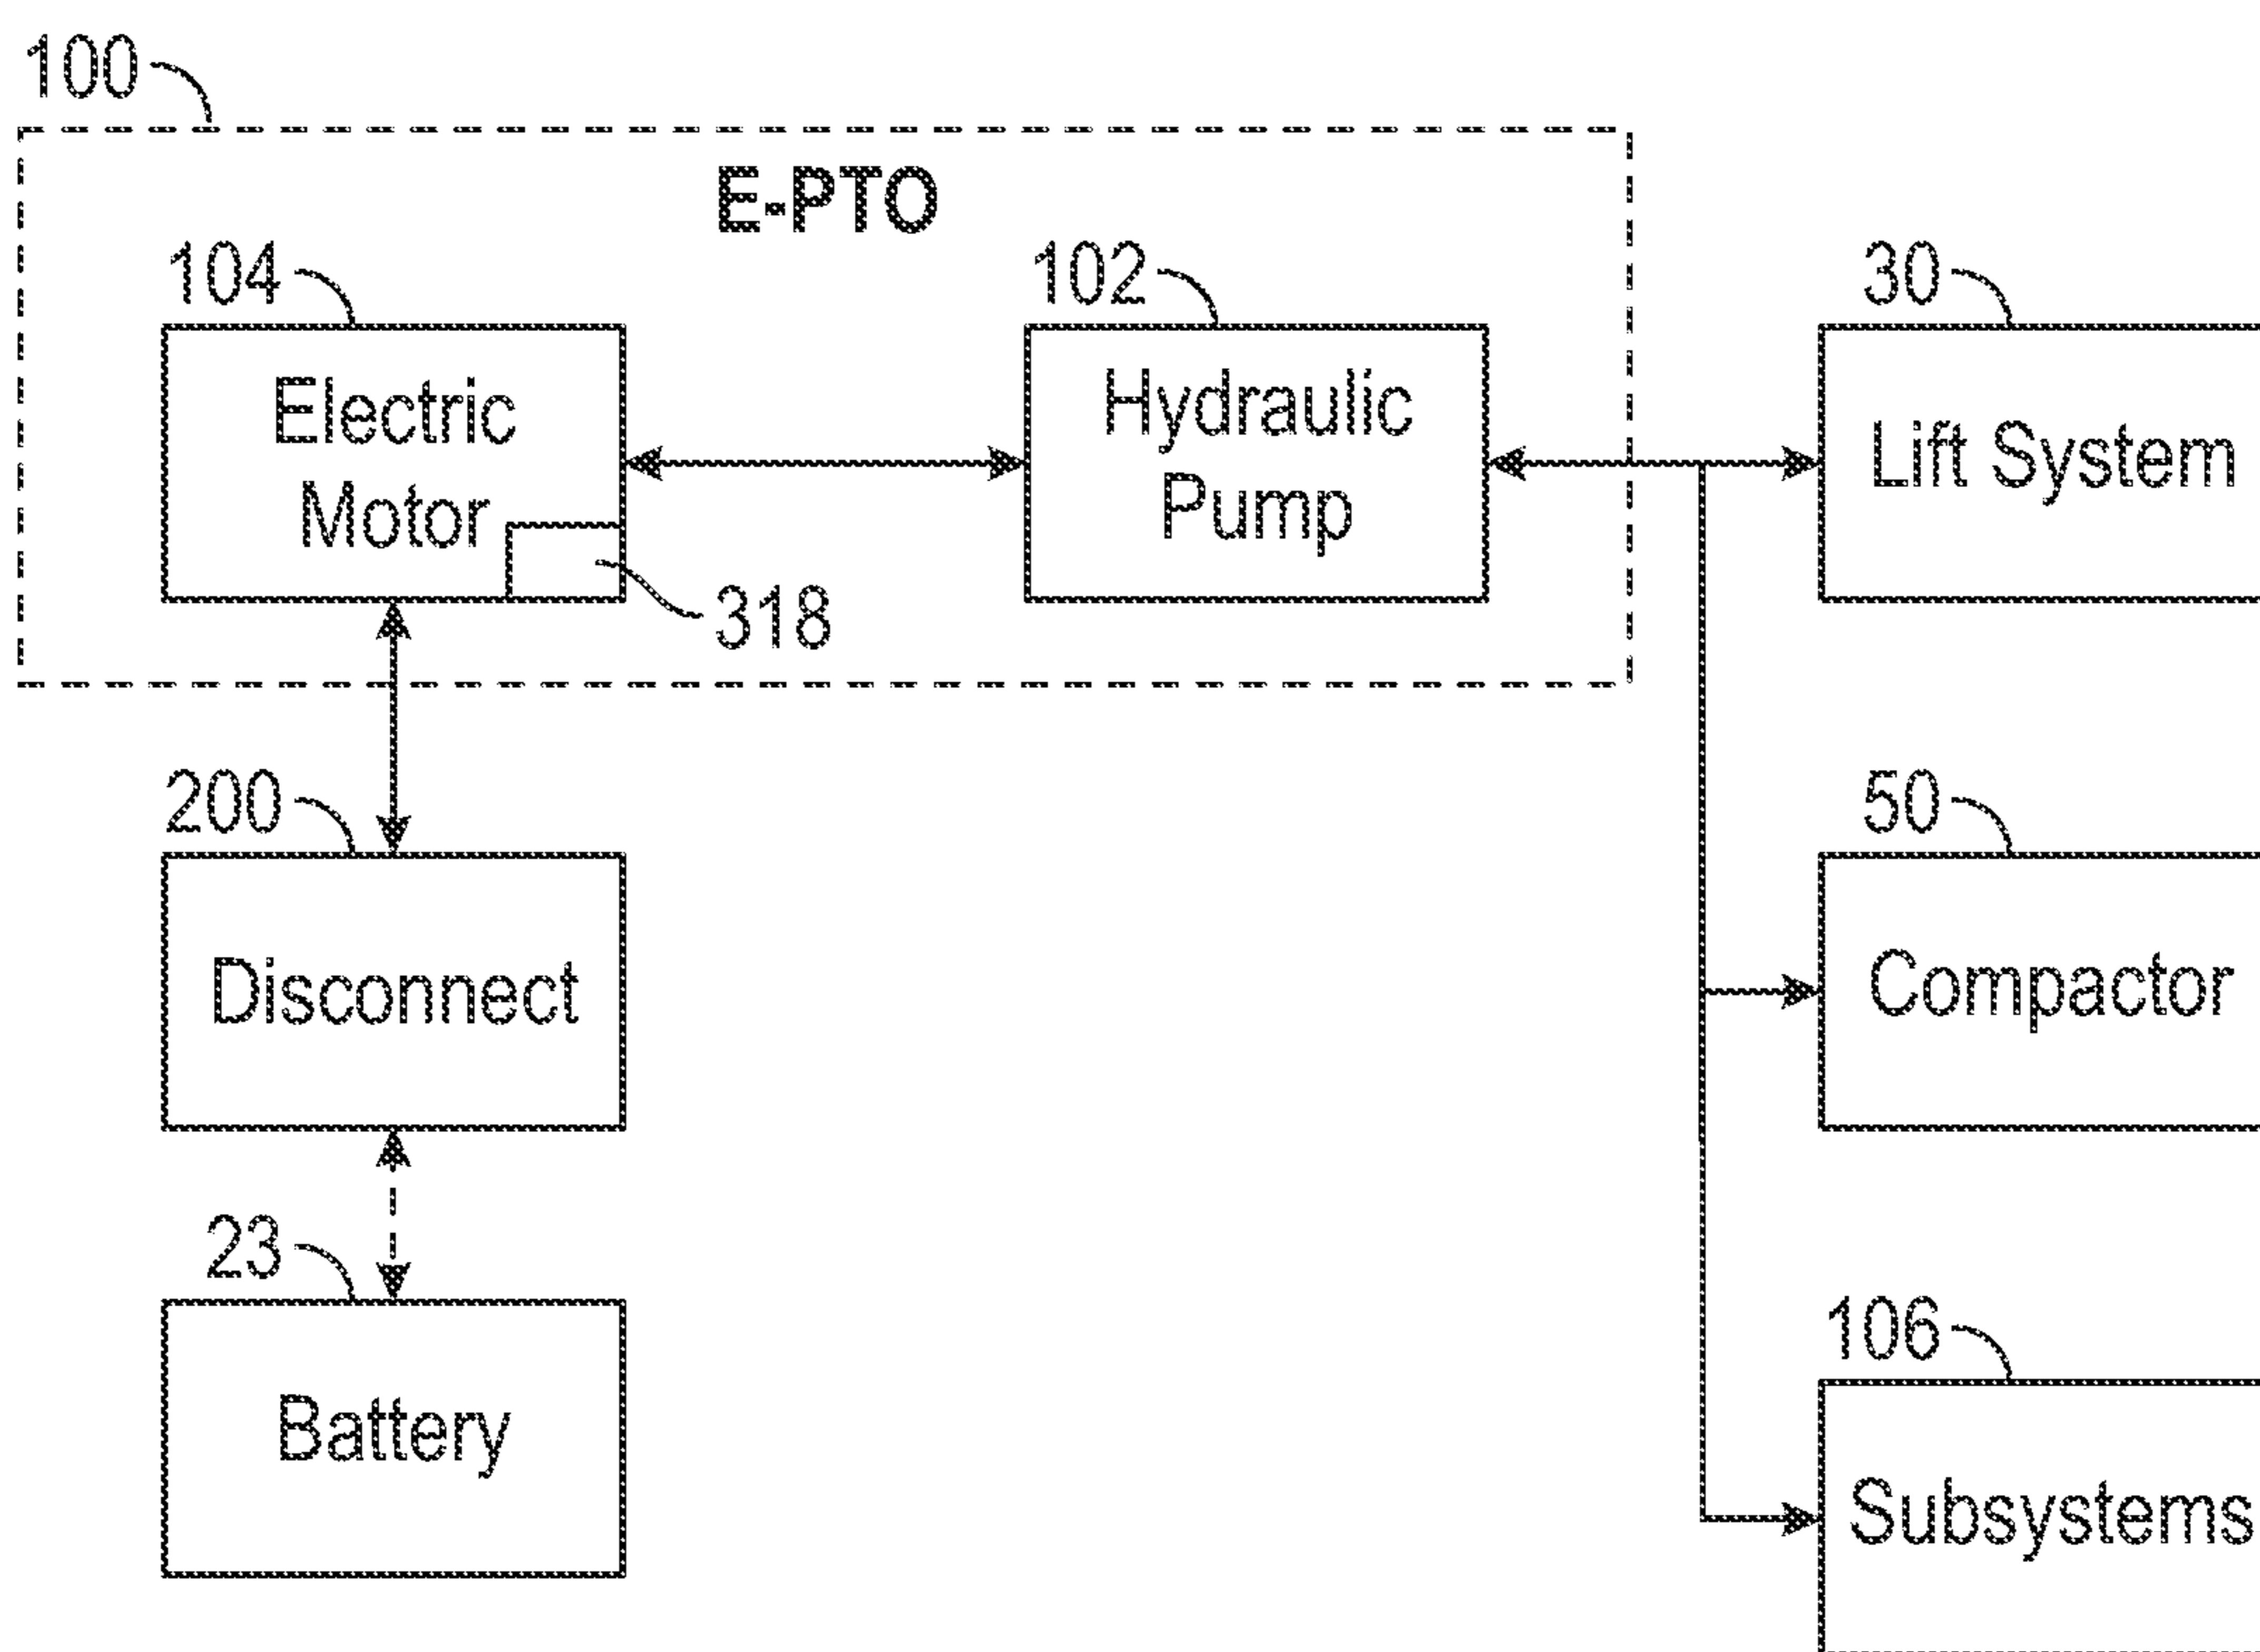 100
E-PTO
104
102
30
Electric
Motor
Hydraulic
Pump
Lift System
318
200
50
Disconnect
Compactor
23
106
Battery
Subsystems